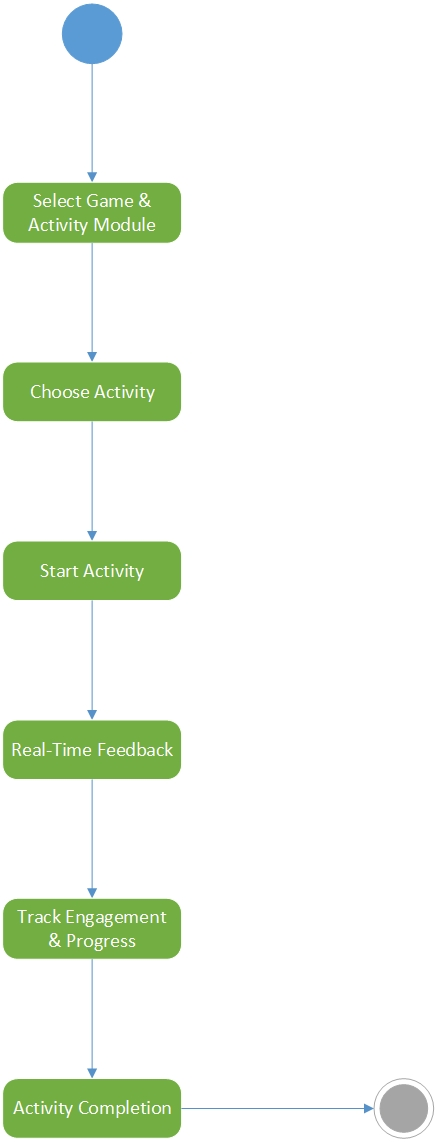 Select Game &
Activity Module
Choose Activity
Start Activity
Real-Time Feedback
Track Engagement
& Progress
Activity Completion